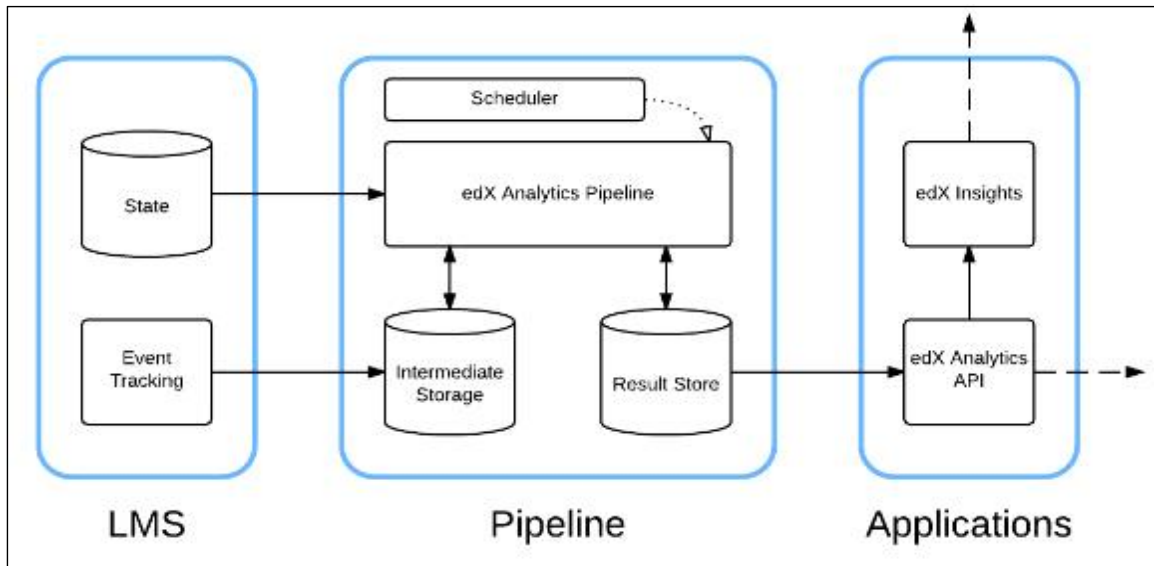 Scheduler
State
edX Analytics Pipeline
edX Insights
Event
Tracking
Intermediate
Storage
Result Store
edX Analytics
API
LMS
Pipeline
Applications